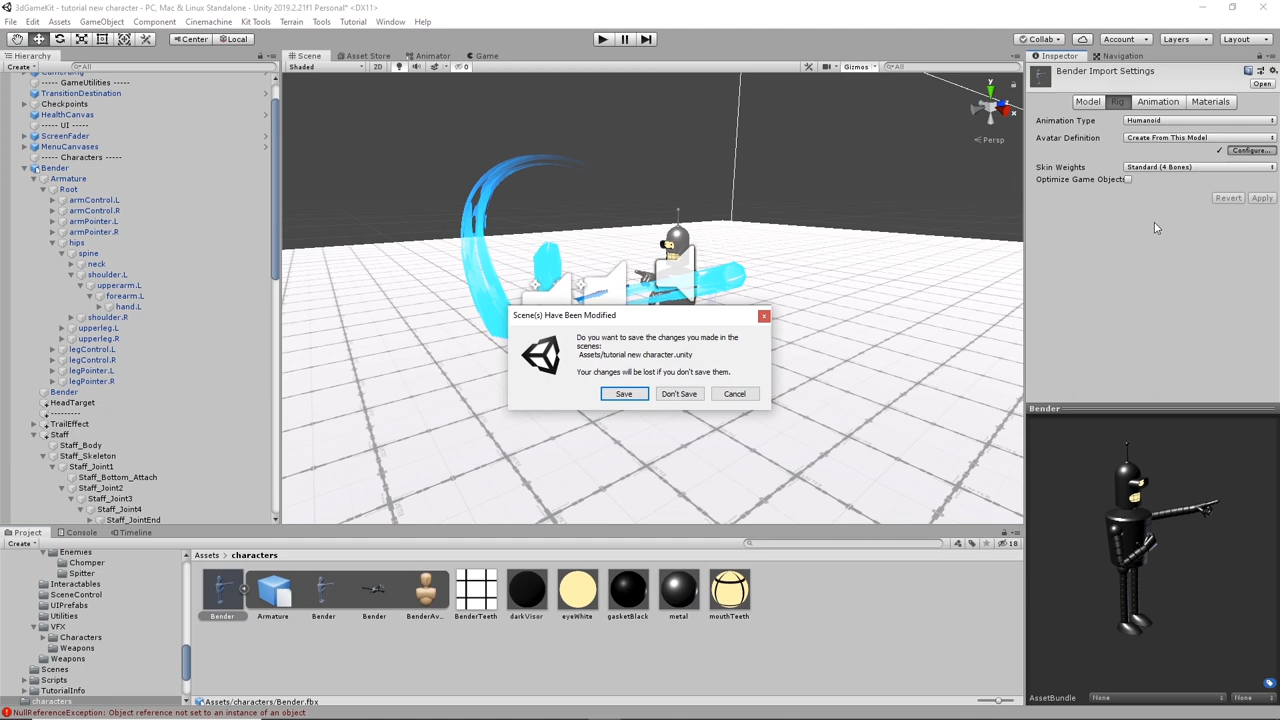 3dGameKit - tutorial new character - PC, Mac & Linux Standalone - Unity 2019.2.21f1 Personal* <DX11>
File Edit Assets GameObject Component Cinemachine Kit Tools Terrain Tools Tutorial Window Help
Center Local Collab Account Layers Layout
Hierarchy
Create All
----- GameUtilities -----
TransitionDestination
Checkpoints
HealthCanvas
----- UI -----
ScreenFader
MenuCanvases
----- Characters -----
Bender
Armature
Root
armControl.L
armControl.R
armPointer.L
armPointer.R
hips
spine
neck
shoulder.L
upperarm.L
forearm.L
hand.L
shoulder.R
upperleg.L
upperleg.R
legControl.L
legControl.R
legPointer.L
legPointer.R
Bender
HeadTarget
----------
TrailEffect
Staff
Staff_Body
Staff_Skeleton
Staff_Joint1
Staff_Bottom_Attach
Staff_Joint2
Staff_Joint3
Staff_Joint4
Staff_JointEnd
Scene Asset Store Animator Game
Shaded 2D 0 Gizmos All
y
x
Persp
Scene(s) Have Been Modified
x
Do you want to save the changes you made in the
scenes:
Assets/tutorial new character.unity
Your changes will be lost if you don't save them.
Save Don't Save Cancel
Inspector Navigation
Bender Import Settings
Open
Model Rig Animation Materials
Animation Type Humanoid
Avatar Definition Create From This Model
✓ Configure...
Skin Weights Standard (4 Bones)
Optimize Game Objects
Revert Apply
Bender
AssetBundle None None
Project Console Timeline
Create 18
Enemies
Chomper
Spitter
Interactables
SceneControl
UIPrefabs
Utilities
VFX
Characters
Weapons
Weapons
Scenes
Scripts
TutorialInfo
characters
Assets characters
Bender Armature Bender Bender BenderAv... BenderTeeth darkVisor eyeWhite gasketBlack metal mouthTeeth
Assets/characters/Bender.fbx
NullReferenceException: Object reference not set to an instance of an object